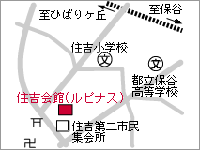 至ひばりヶ丘
至保谷
住吉小学校
文
文
都立保谷
高等学校
住吉会館(ルピナス)
住吉第二市民
集会所